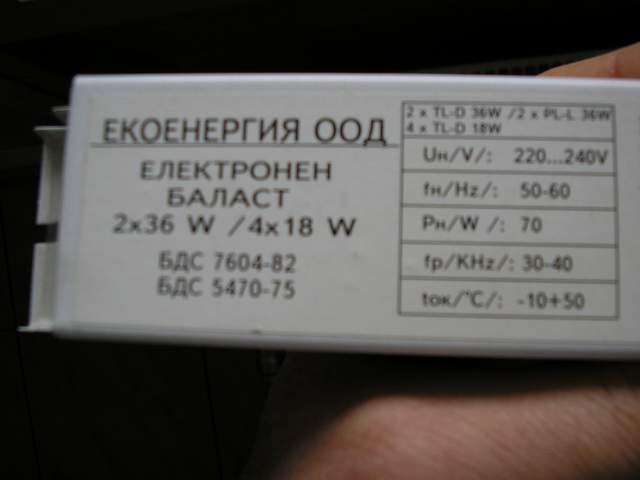 ЕКОЕНЕРГИЯ ООД
ЕЛЕКТРОНЕН
БАЛАСТ
2x36 W /4x18 W
БДС 7604-82
БДС 5470-75
2 x TL-D 36W /2 x PL-L 36W
4 x TL-D 18W
Uн/V/: 220...240V
fн/Hz/: 50-60
Рн/W /: 70
fp/KHz/: 30-40
tок/°C/: -10+50